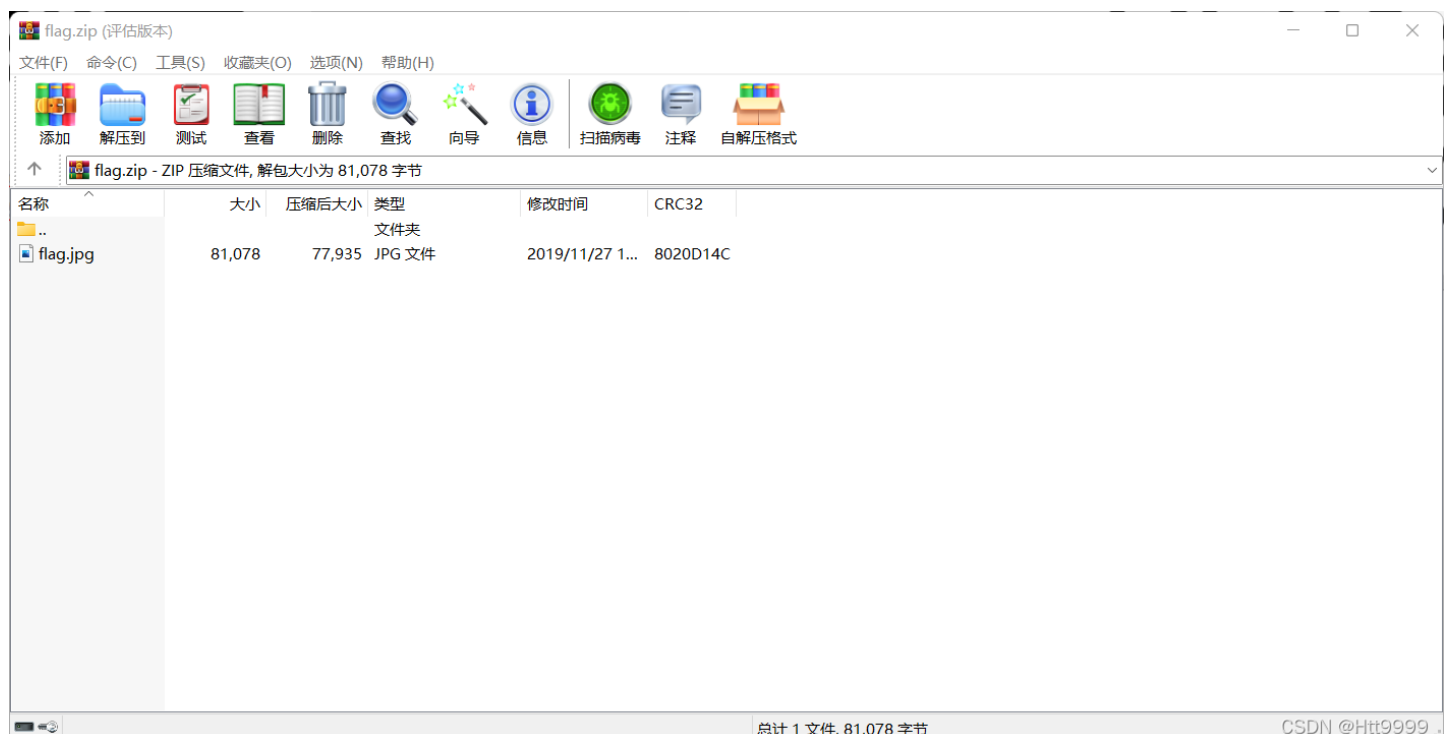 flag.zip (评估版本)
文件(F) 命令(C) 工具(S) 收藏夹(O) 选项(N) 帮助(H)
添加 解压到 测试 查看 删除 查找 向导 信息 扫描病毒 注释 自解压格式
flag.zip - ZIP 压缩文件, 解包大小为 81,078 字节
名称 大小 压缩后大小 类型 修改时间 CRC32
.. 文件夹
flag.jpg 81,078 77,935 JPG 文件 2019/11/27 1... 8020D14C
总计 1 文件, 81,078 字节
CSDN @Htt9999